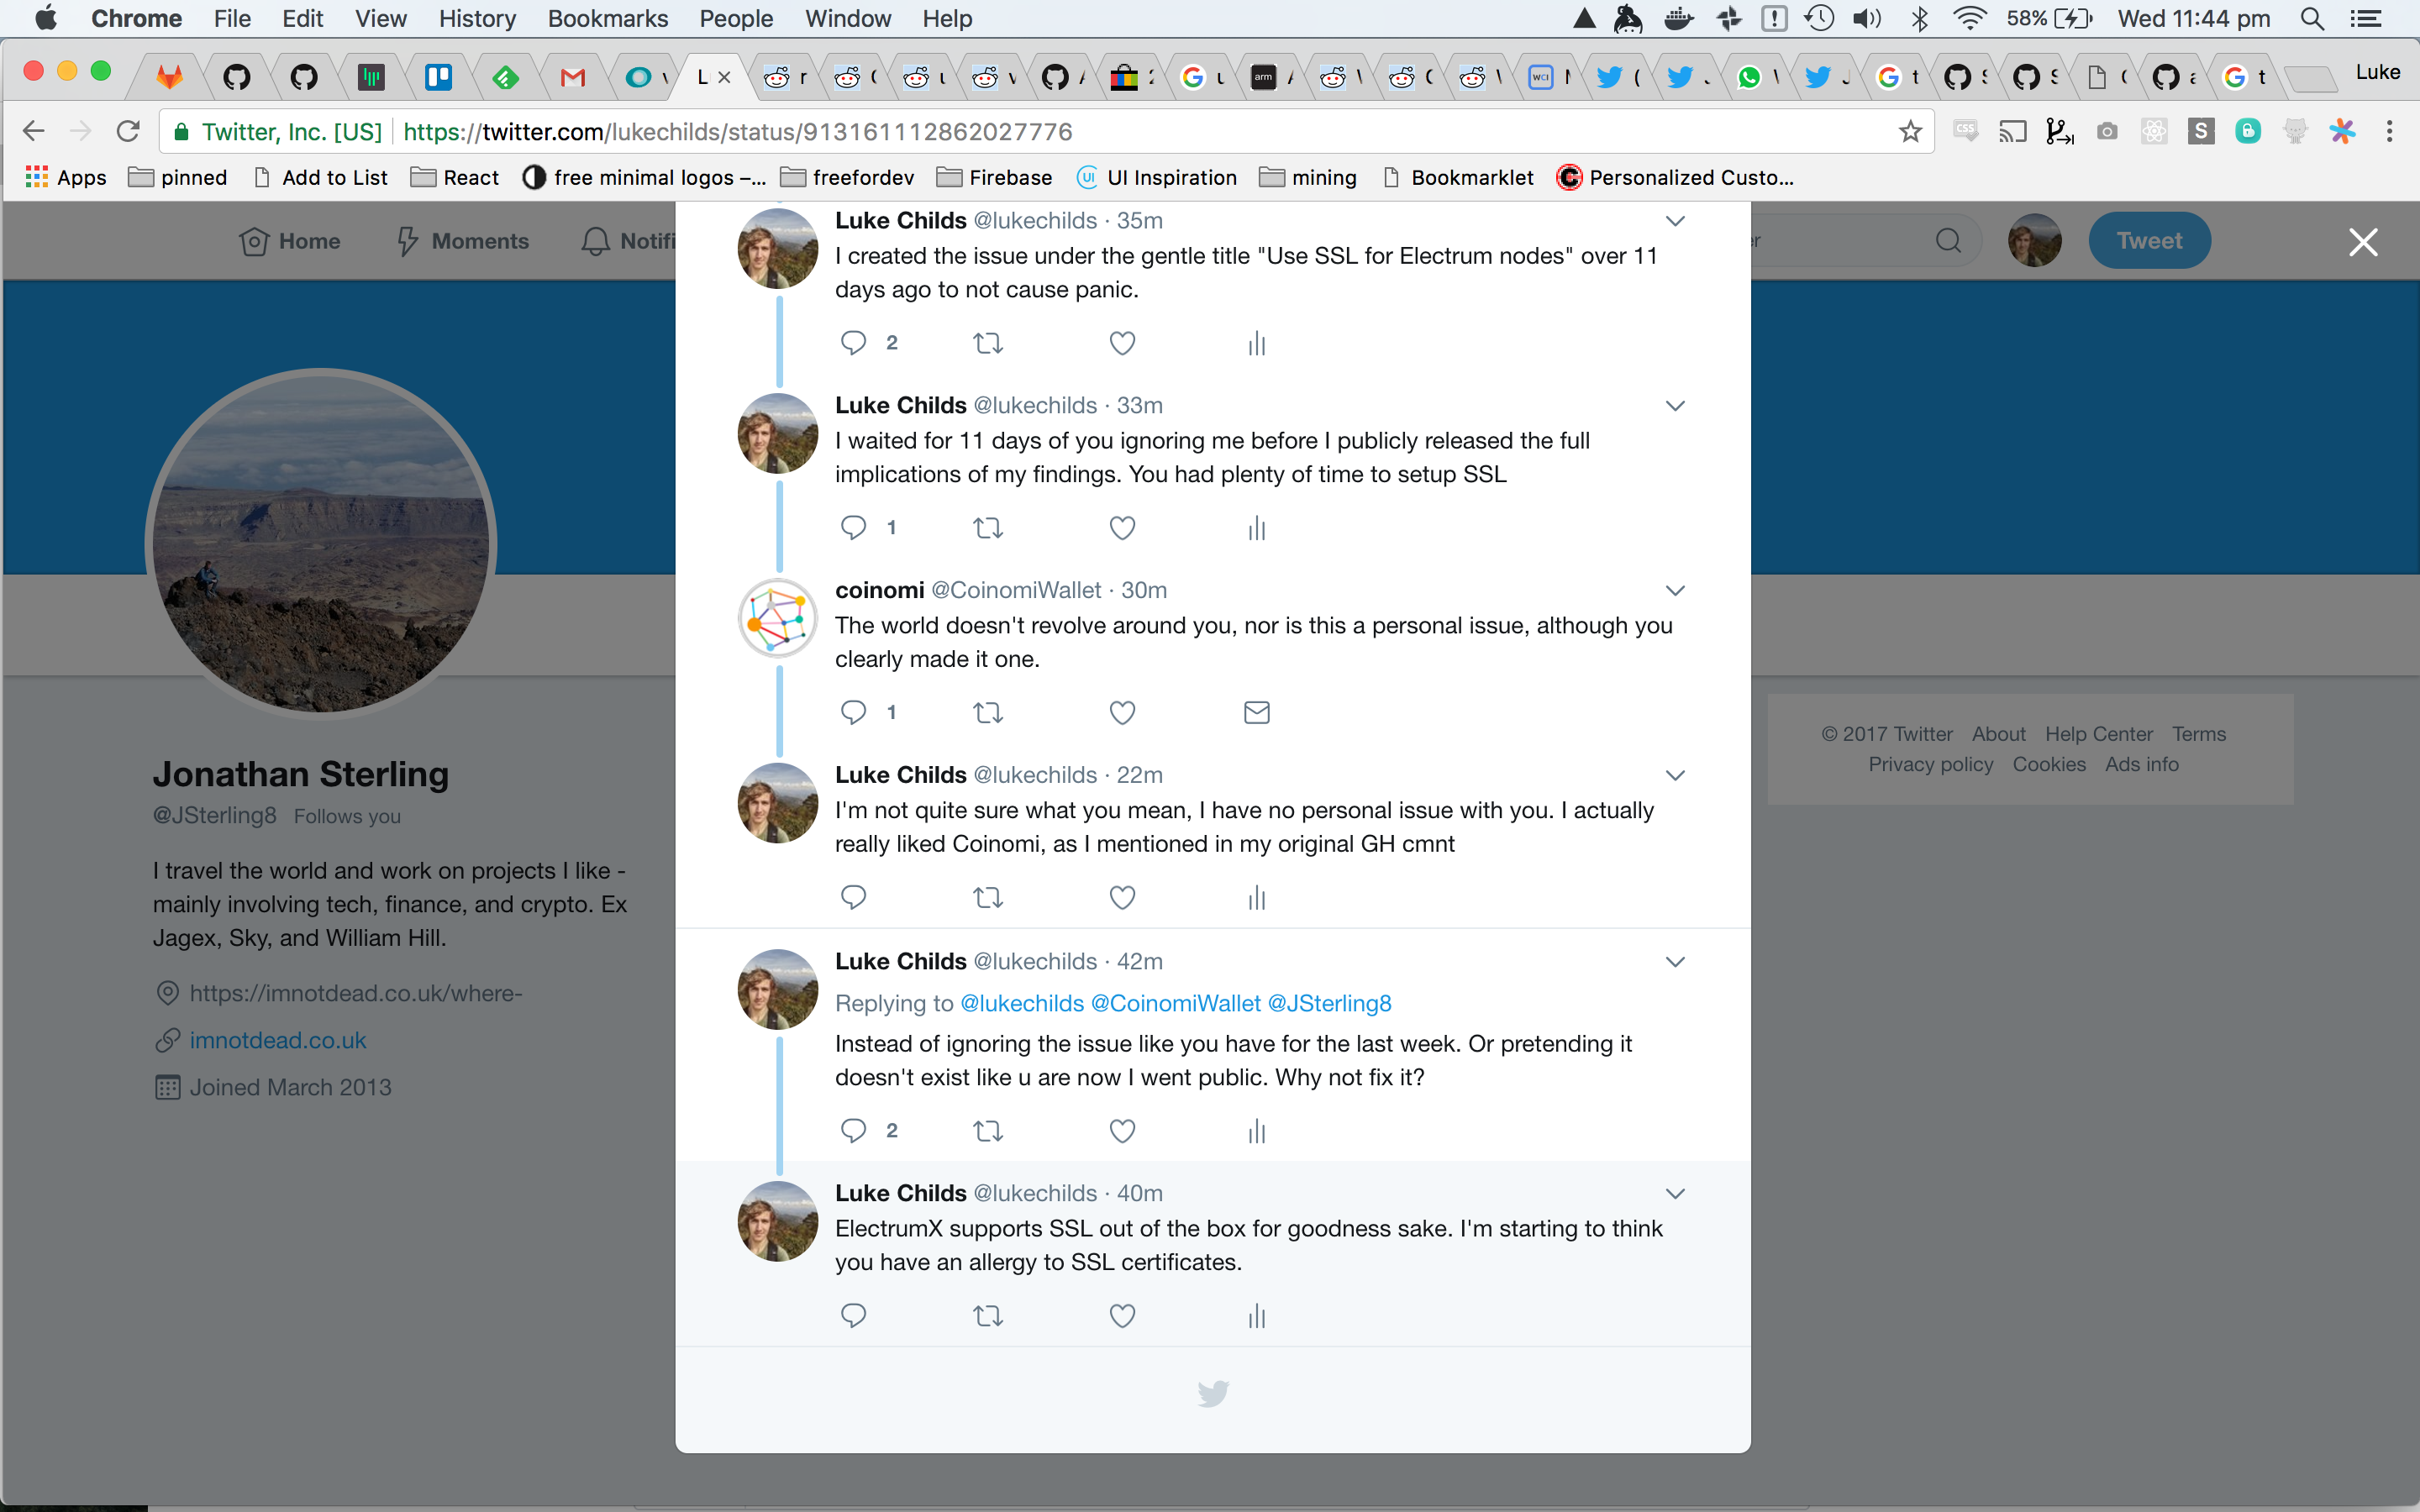 Chrome File Edit View History Bookmarks People Window Help 58% Wed 11:44 pm
L r ( u v A 2 u arm A V C V WCI N ( J V J t S S ( a t Luke
Twitter, Inc. [US] https://twitter.com/lukechilds/status/913161112862027776
Apps pinned Add to List React free minimal logos –... freefordev Firebase UI Inspiration mining Bookmarklet Personalized Custo...
Home Moments Notifi er Tweet
Luke Childs @lukechilds · 35m
I created the issue under the gentle title "Use SSL for Electrum nodes" over 11
days ago to not cause panic.
2
Luke Childs @lukechilds · 33m
I waited for 11 days of you ignoring me before I publicly released the full
implications of my findings. You had plenty of time to setup SSL
1
coinomi @CoinomiWallet · 30m
The world doesn't revolve around you, nor is this a personal issue, although you
clearly made it one.
1
Luke Childs @lukechilds · 22m
I'm not quite sure what you mean, I have no personal issue with you. I actually
really liked Coinomi, as I mentioned in my original GH cmnt
Luke Childs @lukechilds · 42m
Replying to @lukechilds @CoinomiWallet @JSterling8
Instead of ignoring the issue like you have for the last week. Or pretending it
doesn't exist like u are now I went public. Why not fix it?
2
Luke Childs @lukechilds · 40m
ElectrumX supports SSL out of the box for goodness sake. I'm starting to think
you have an allergy to SSL certificates.
Jonathan Sterling
@JSterling8 Follows you
I travel the world and work on projects I like -
mainly involving tech, finance, and crypto. Ex
Jagex, Sky, and William Hill.
https://imnotdead.co.uk/where-
imnotdead.co.uk
Joined March 2013
© 2017 Twitter About Help Center Terms
Privacy policy Cookies Ads info